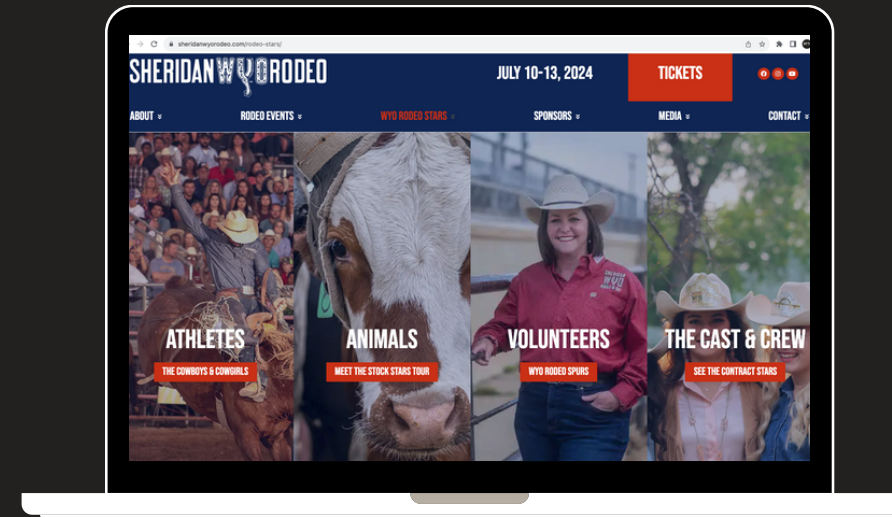 sheridanwyorodeo.com/rodeo-stars/
SHERIDANWYORODEO
JULY 10-13, 2024
TICKETS
ABOUT
RODEO EVENTS
WYO RODEO STARS
SPONSORS
MEDIA
CONTACT
SHERIDAN
WYO
ATHLETES
ANIMALS
VOLUNTEERS
THE CAST & CREW
THE COWBOYS & COWGIRLS
MEET THE STOCK STARS TOUR
WYO RODEO SPURS
SEE THE CONTRACT STARS